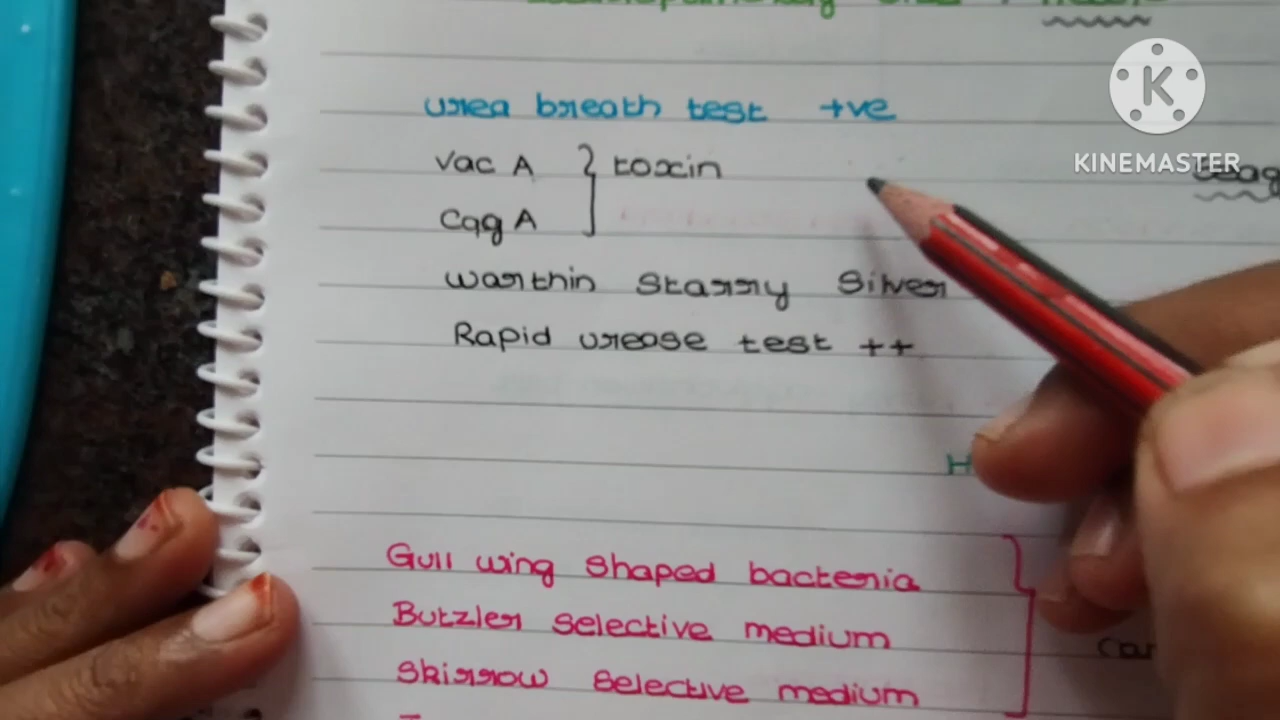 urea breath test +ve
Vac A } toxin
Cag A
KINEMASTER
Warthin Starry Silver
Rapid urease test ++
H
Gull wing shaped bacteria
Butzler selective medium
Skirrow selective medium